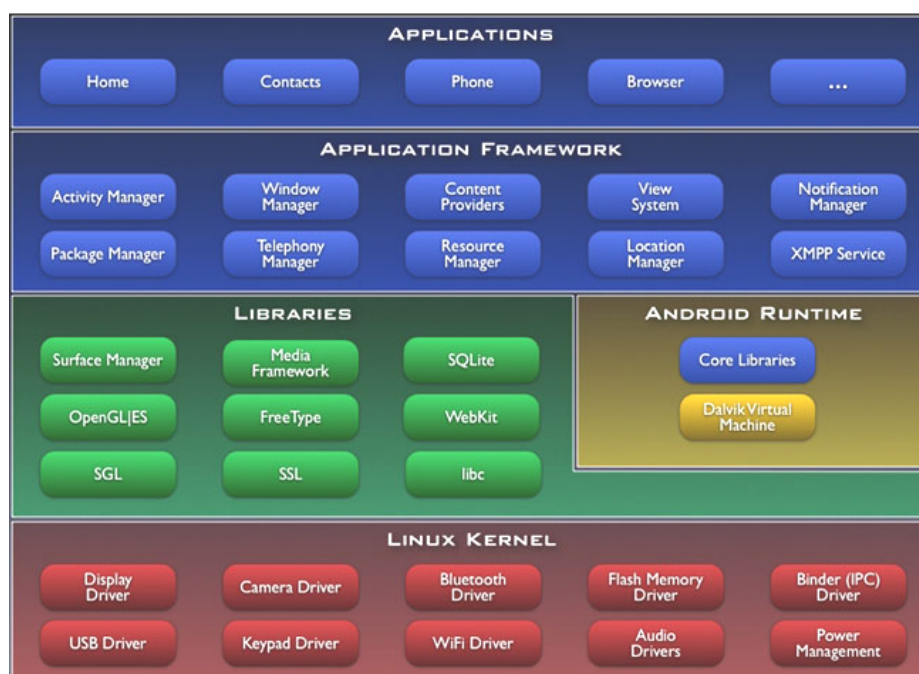 APPLICATIONS
Home
Contacts
Phone
Browser
...
APPLICATION FRAMEWORK
Activity Manager
Window
Manager
Content
Providers
View
System
Notification
Manager
Package Manager
Telephony
Manager
Resource
Manager
Location
Manager
XMPP Service
LIBRARIES
Surface Manager
Media
Framework
SQLite
OpenGL|ES
FreeType
WebKit
SGL
SSL
libc
ANDROID RUNTIME
Core Libraries
Dalvik Virtual
Machine
LINUX KERNEL
Display
Driver
Camera Driver
Bluetooth
Driver
Flash Memory
Driver
Binder (IPC)
Driver
USB Driver
Keypad Driver
WiFi Driver
Audio
Drivers
Power
Management